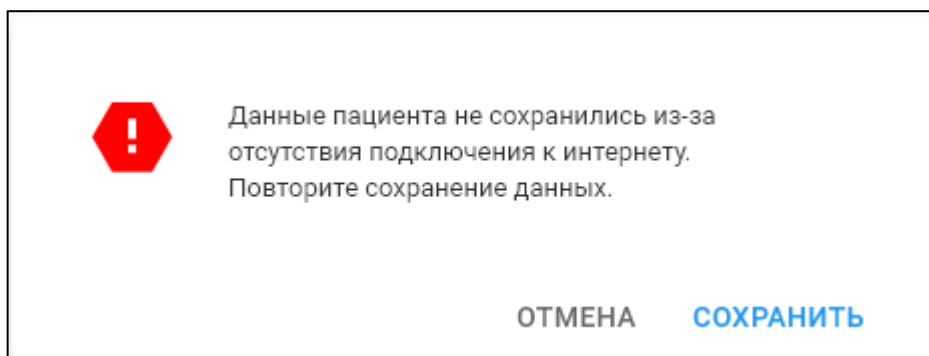 Данные пациента не сохранились из-за
отсутствия подключения к интернету.
Повторите сохранение данных.
ОТМЕНА СОХРАНИТЬ